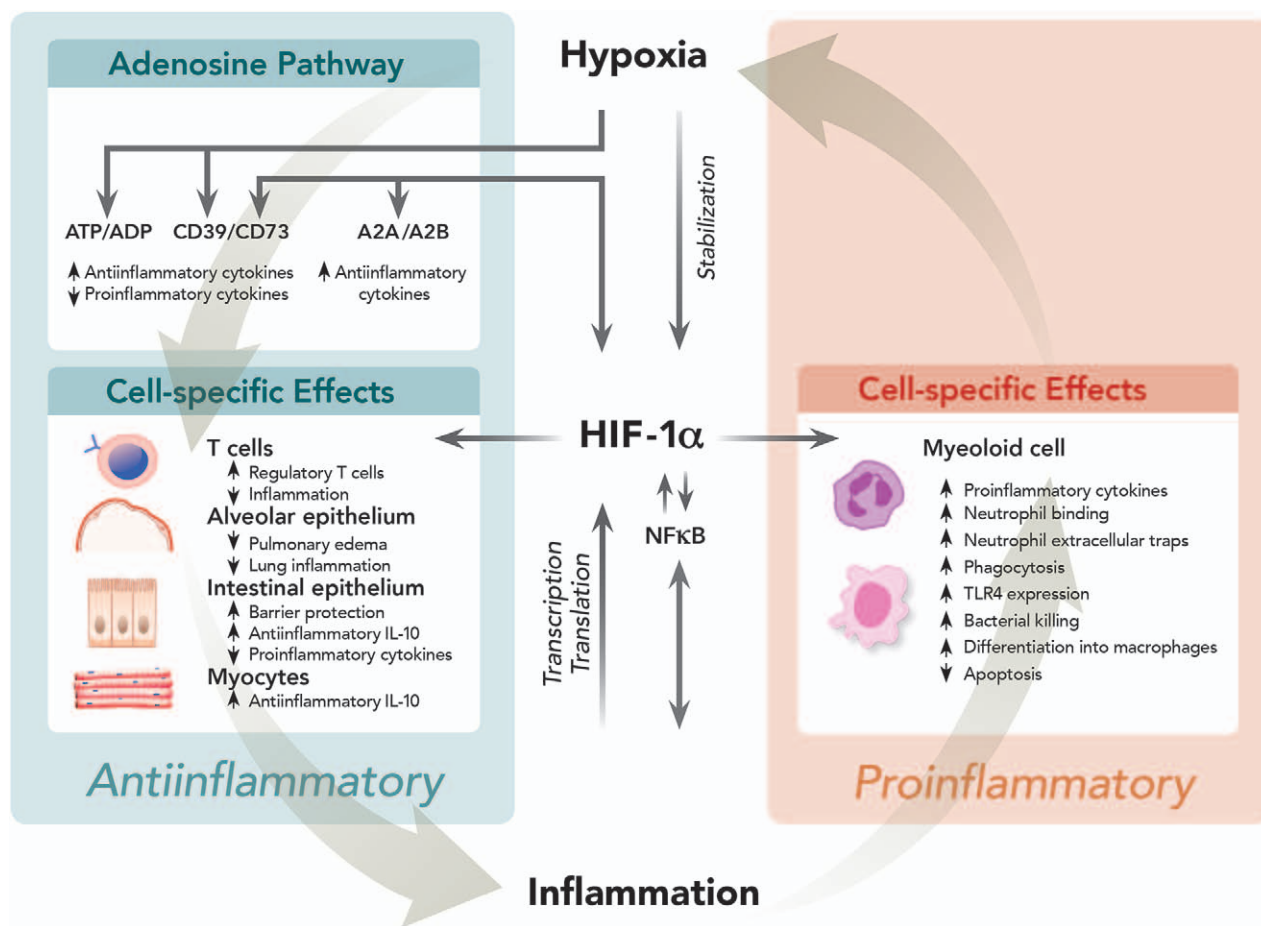 Hypoxia
Adenosine Pathway
ATP/ADP
CD39/CD73
A2A/A2B
Antiinflammatory cytokines
Proinflammatory cytokines
Antiinflammatory
cytokines
Stabilization
Cell-specific Effects
T cells
Regulatory T cells
Inflammation
Alveolar epithelium
Pulmonary edema
Lung inflammation
Intestinal epithelium
Barrier protection
Antiinflammatory IL-10
Proinflammatory cytokines
Myocytes
Antiinflammatory IL-10
Antiinflammatory
HIF-1α
NFκB
Transcription
Translation
Cell-specific Effects
Myeoloid cell
Proinflammatory cytokines
Neutrophil binding
Neutrophil extracellular traps
Phagocytosis
TLR4 expression
Bacterial killing
Differentiation into macrophages
Apoptosis
Proinflammatory
Inflammation